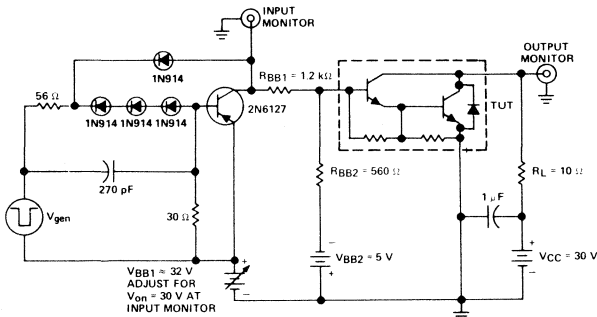 INPUT
MONITOR
1N914
56 Ω
1N914 1N914 1N914
2N6127
270 pF
Vgen
30 Ω
VBB1 ≈ 32 V
ADJUST FOR
Von = 30 V AT
INPUT MONITOR
+
−
RBB1 = 1.2 kΩ
RBB2 = 560 Ω
−
VBB2 = 5 V
+
TUT
OUTPUT
MONITOR
RL = 10 Ω
1 μF
+
VCC = 30 V
−